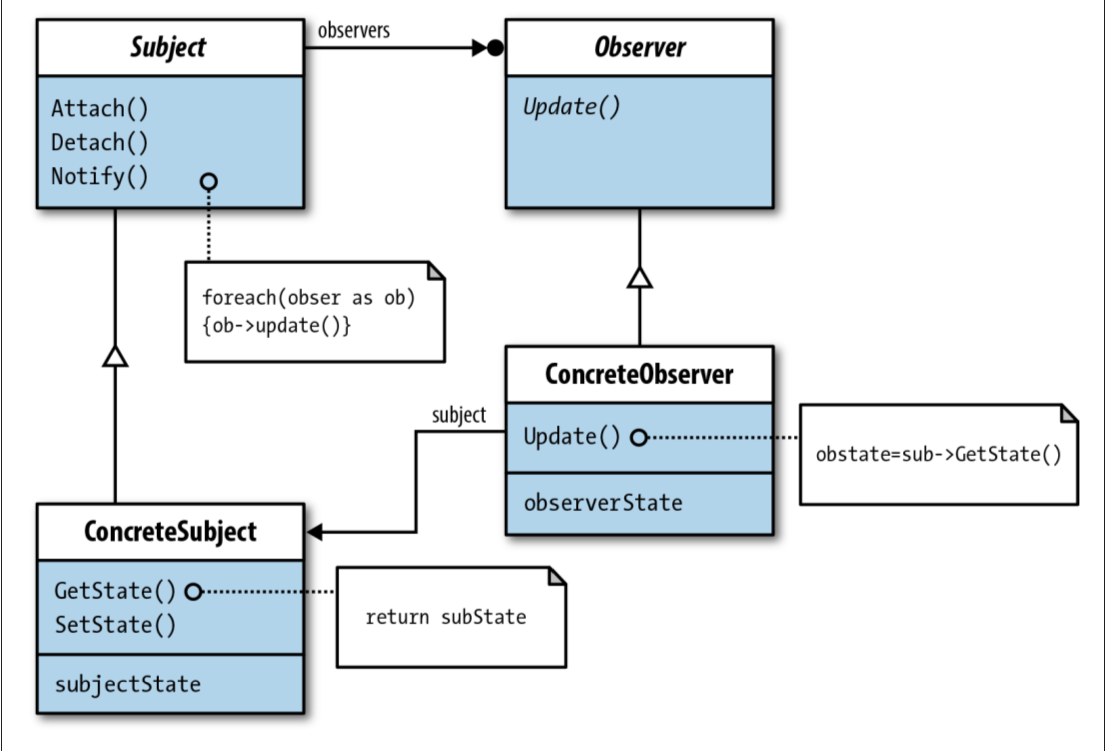 Subject
observers
Observer
Attach()
Detach()
Notify()
Update()
foreach(obser as ob)
{ob->update()}
ConcreteObserver
subject
Update()
obstate=sub->GetState()
observerState
ConcreteSubject
GetState()
SetState()
return subState
subjectState